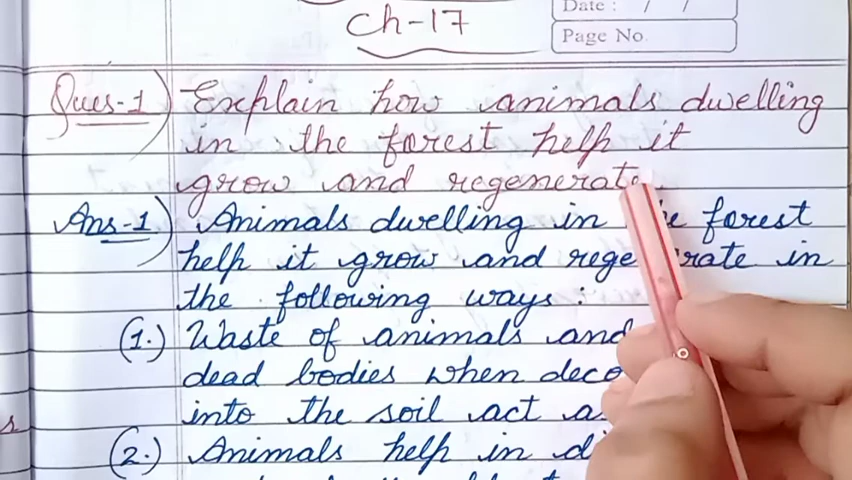 Date : / /
Ch-17
Page No.
Ques-1) Explain how animals dwelling
in the forest help it
grow and regenerate.
Ans-1) Animals dwelling in forest
help it grow and in
the following ways :
(1.) Waste of animals and
dead bodies when
into the soil act
(2.) Animals help in